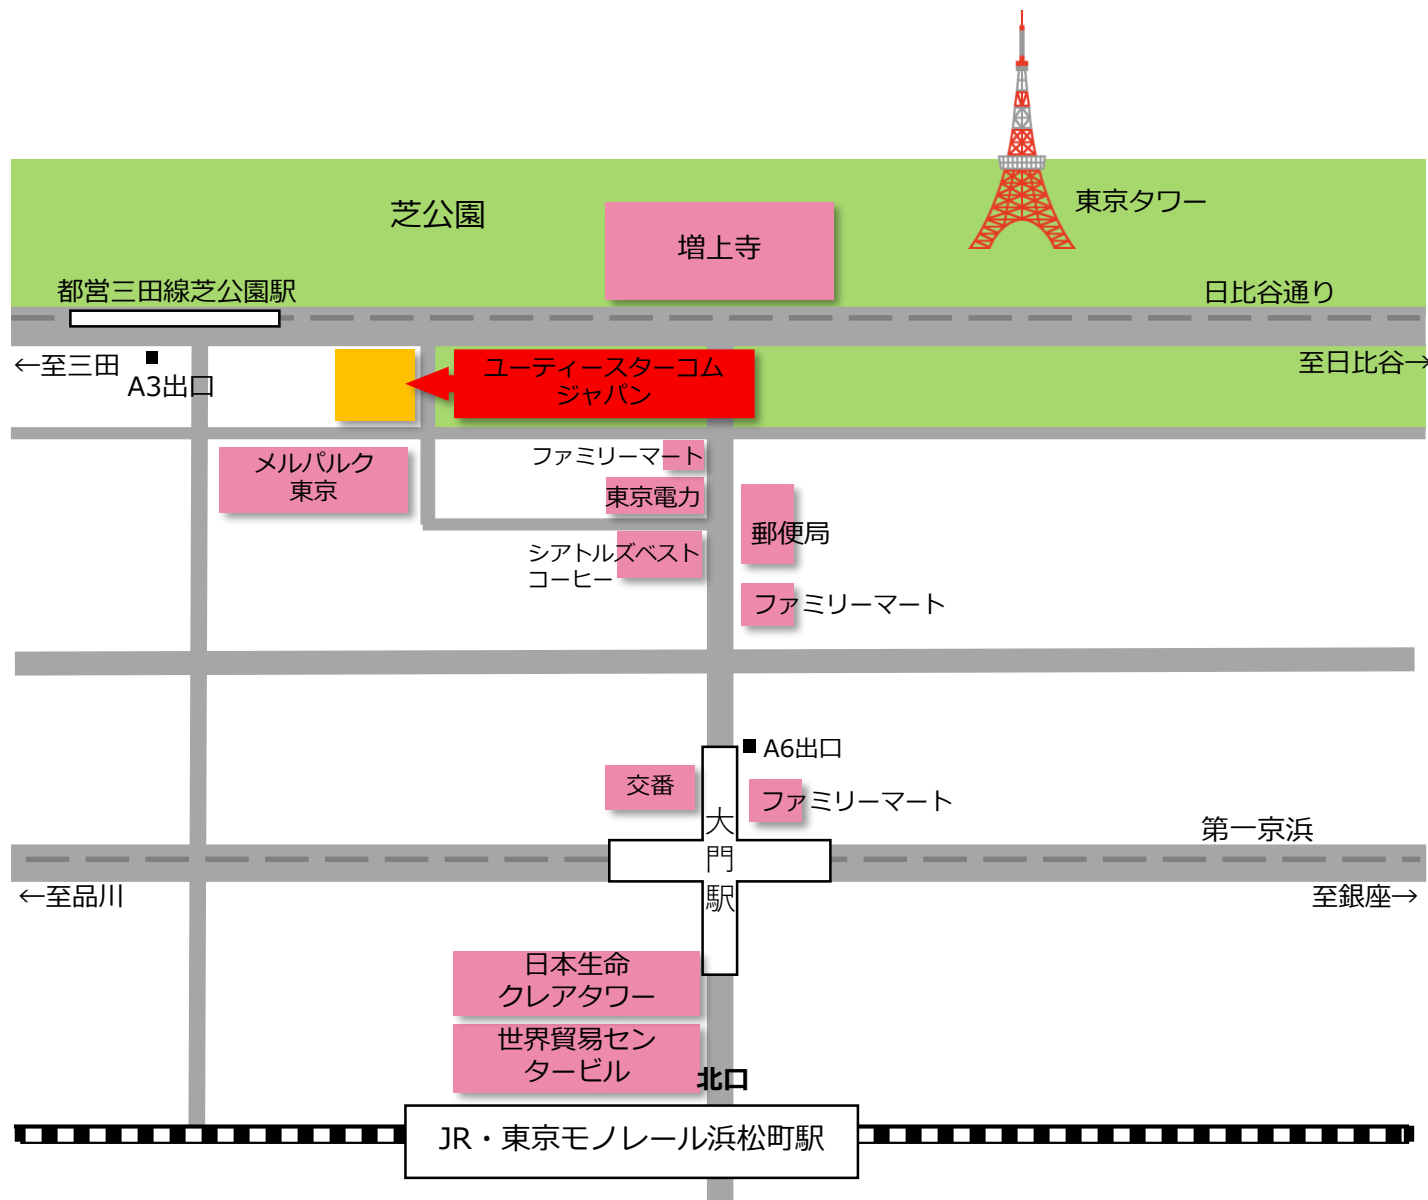 東京タワー
芝公園
増上寺
都営三田線芝公園駅
日比谷通り
←至三田
A3出口
ユーティースターコム
ジャパン
至日比谷→
メルパルク
東京
ファミリーマート
東京電力
郵便局
シアトルズベスト
コーヒー
ファミリーマート
A6出口
交番
ファミリーマート
大門駅
第一京浜
←至品川
至銀座→
日本生命
クレアタワー
世界貿易セン
タービル
北口
JR・東京モノレール浜松町駅